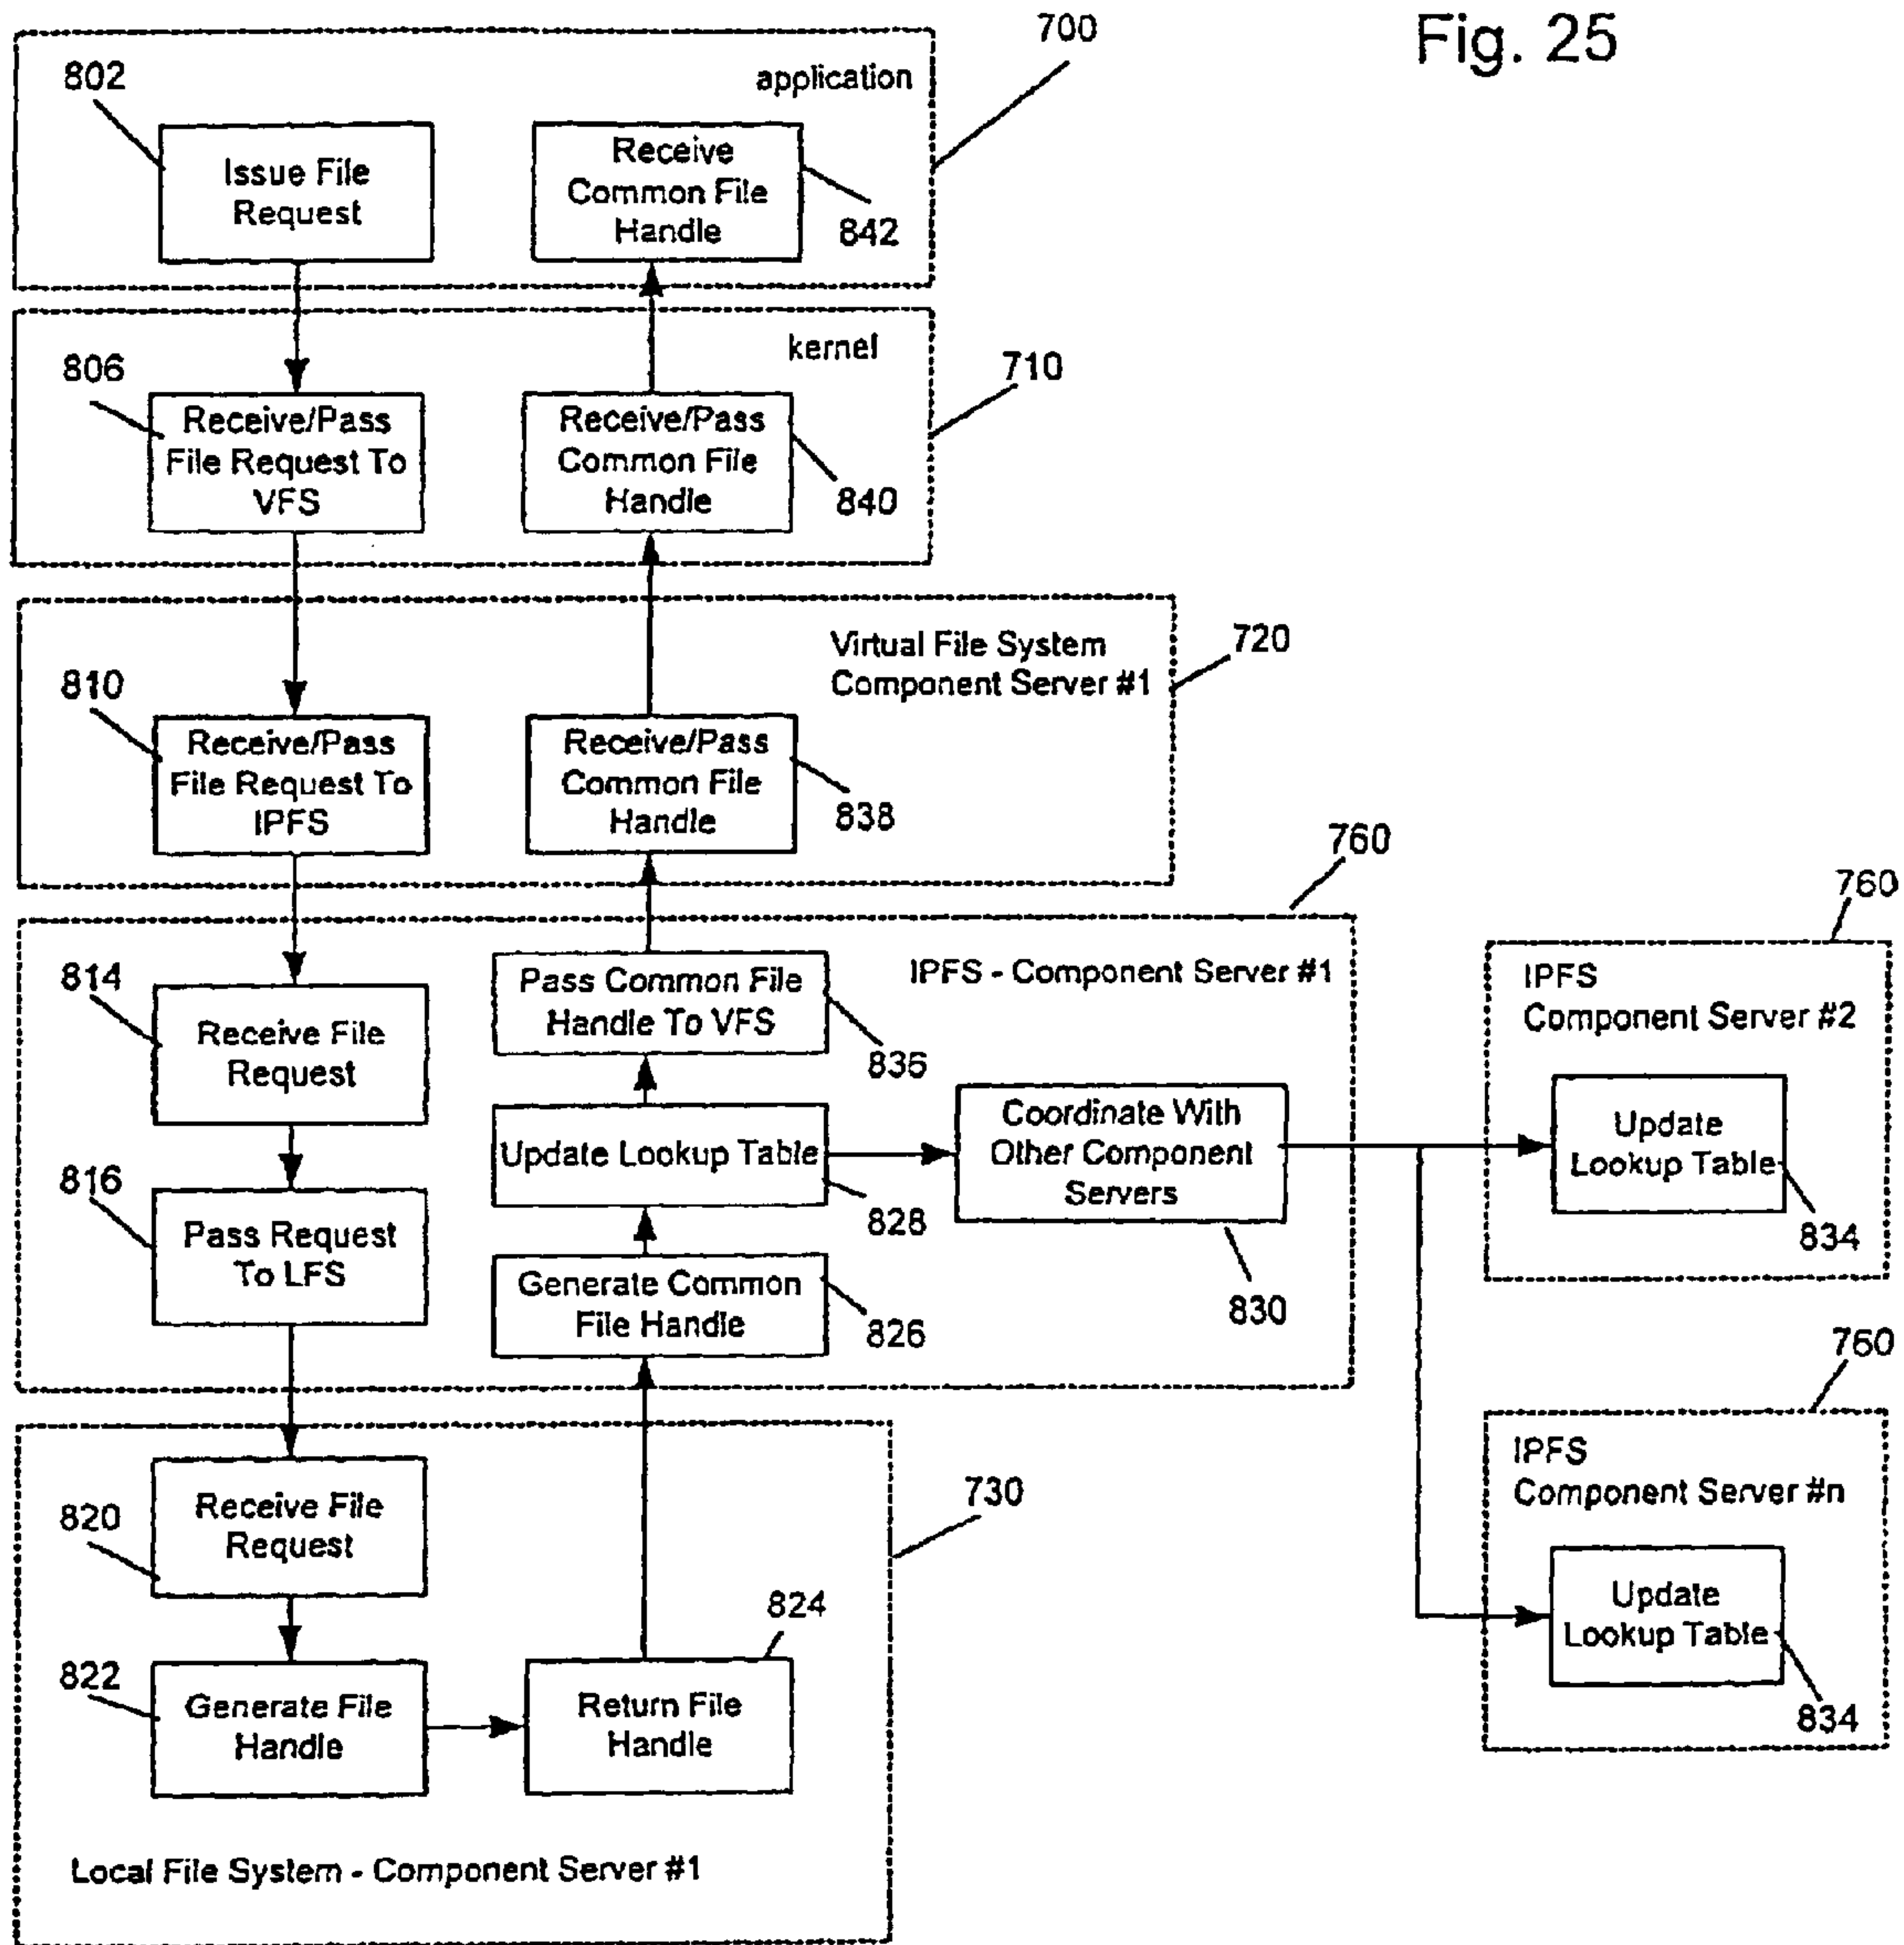 Fig. 25
700
application
802
Issue File
Request
Receive
Common File
Handle
842
kernel
710
806
Receive/Pass
File Request To
VFS
Receive/Pass
Common File
Handle
840
Virtual File System
Component Server #1
720
810
Receive/Pass
File Request To
IPFS
Receive/Pass
Common File
Handle
838
760
IPFS - Component Server #1
814
Receive File
Request
Pass Common File
Handle To VFS
836
816
Pass Request
To LFS
Update Lookup Table
828
Coordinate With
Other Component
Servers
830
Generate Common
File Handle
826
760
IPFS
Component Server #2
Update
Lookup Table
834
760
IPFS
Component Server #n
Update
Lookup Table
834
730
820
Receive File
Request
822
Generate File
Handle
824
Return File
Handle
Local File System - Component Server #1